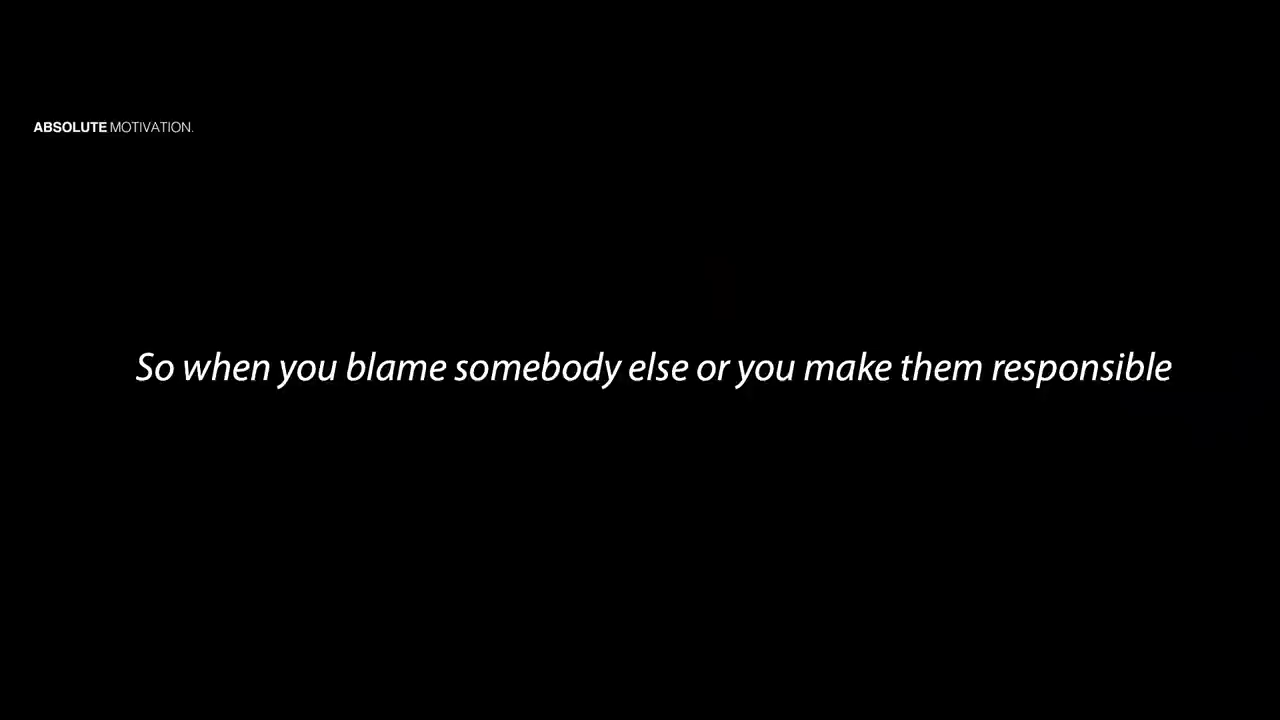 ABSOLUTE MOTIVATION.
So when you blame somebody else or you make them responsible